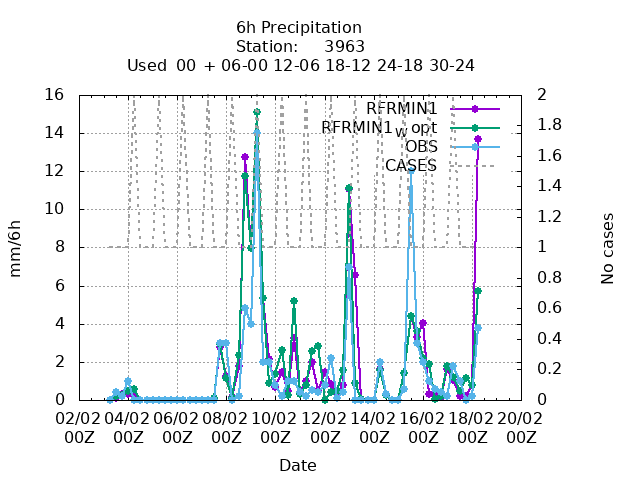 6h Precipitation
Station: 3963
Used 00 + 06-00 12-06 18-12 24-18 30-24
16 2
RFRMIN1
14 1.8
RFRMIN1w opt
OBS
1.6
12
CASES
1.4
10
1.2
8 1
6 0.8
0.6
4
0.4
2
0.2
0 0
mm/6h
No cases
02/02 04/02 06/02 08/02 10/02 12/02 14/02 16/02 18/02 20/02
00Z 00Z 00Z 00Z 00Z 00Z 00Z 00Z 00Z 00Z
Date